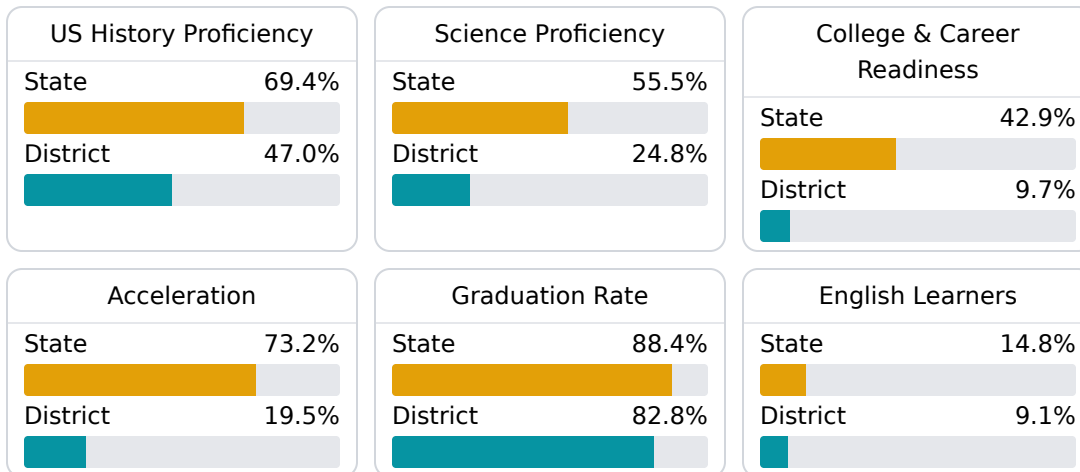 US History Proficiency
State 69.4%
District 47.0%
Science Proficiency
State 55.5%
District 24.8%
College & Career
Readiness
State 42.9%
District 9.7%
Acceleration
State 73.2%
District 19.5%
Graduation Rate
State 88.4%
District 82.8%
English Learners
State 14.8%
District 9.1%